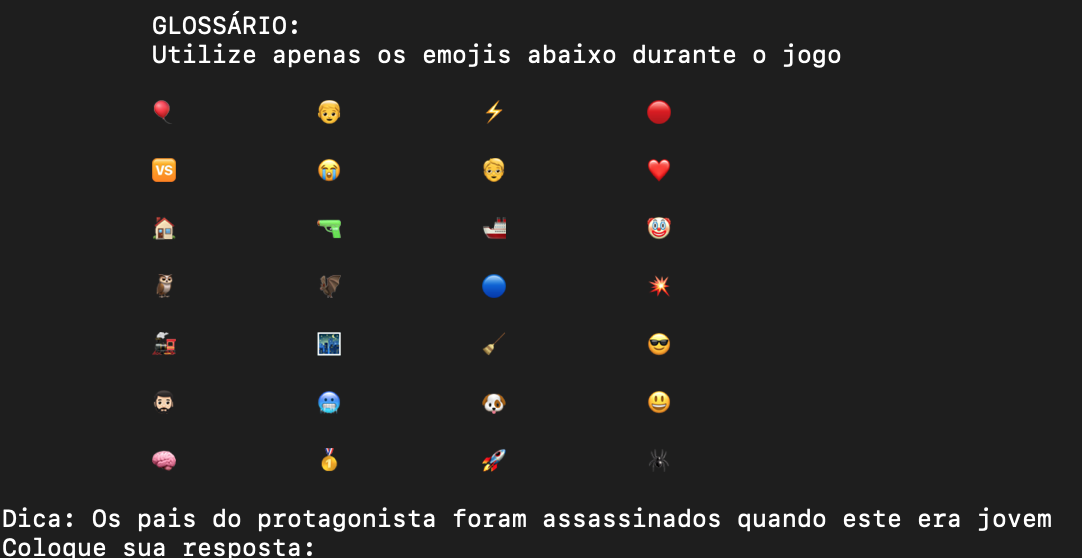 GLOSSÁRIO:
Utilize apenas os emojis abaixo durante o jogo
VS
Dica: Os pais do protagonista foram assassinados quando este era jovem
Coloque sua resposta: